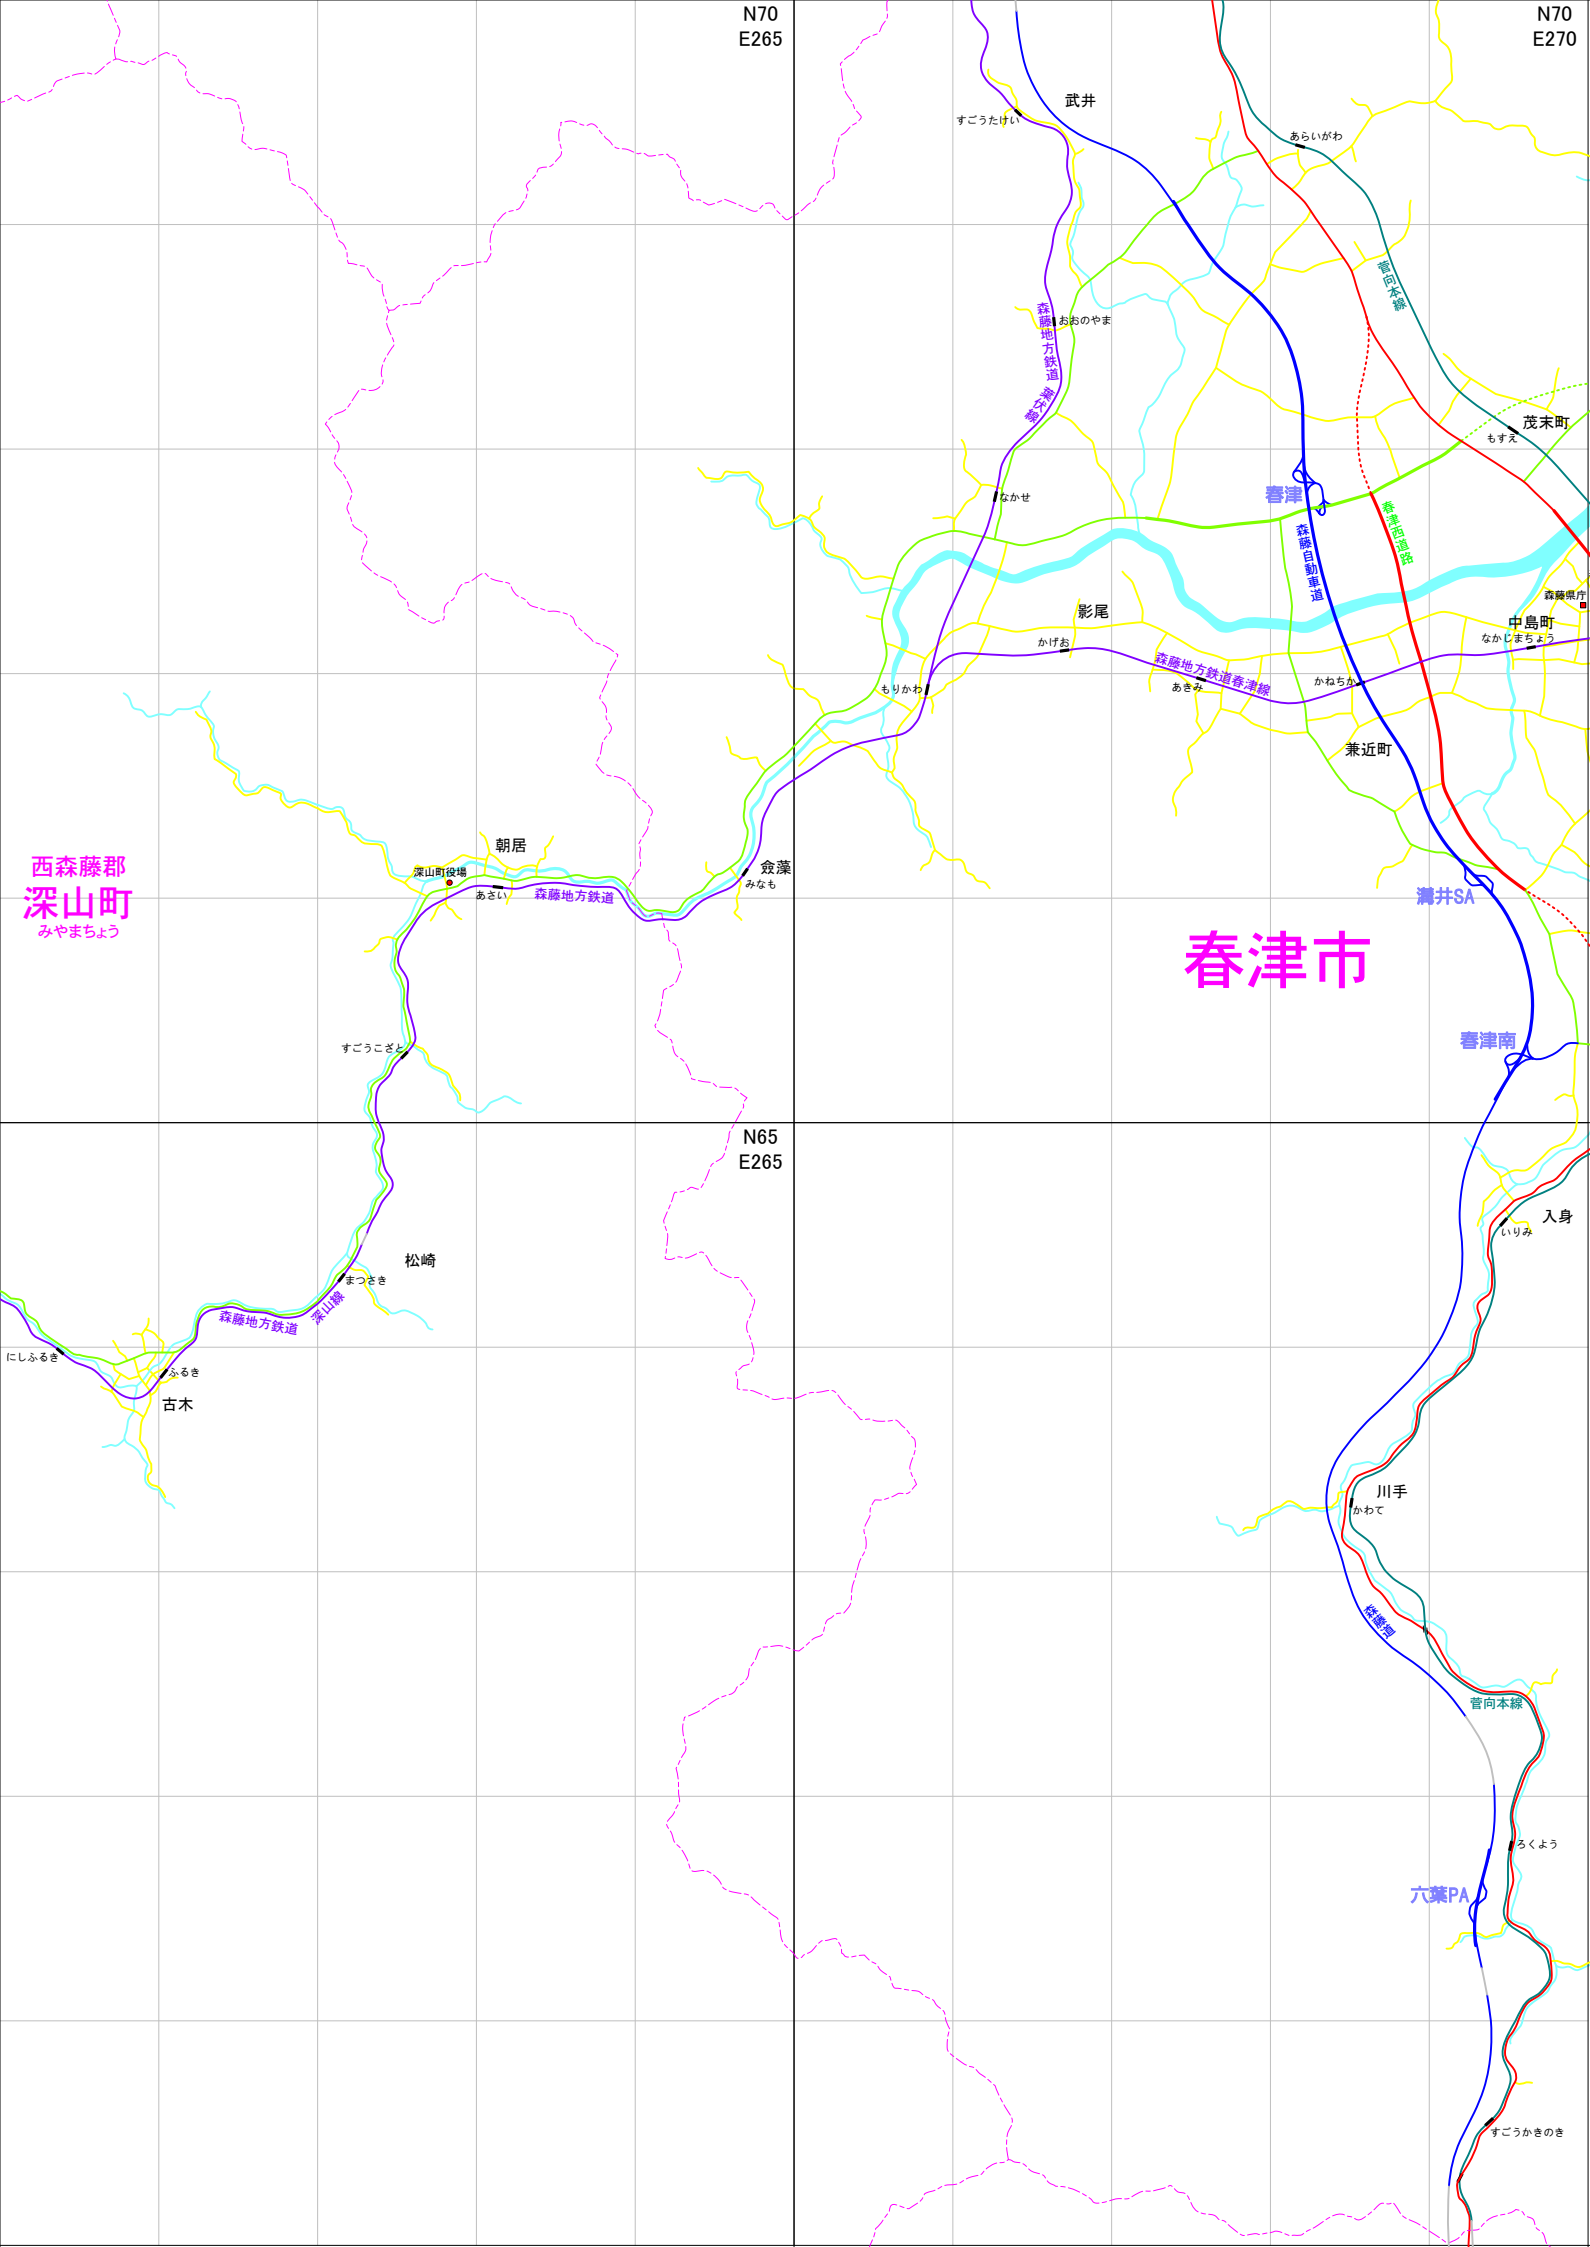 N70
E265
N70
E270
武井
すごうたけい
あらいがわ
菅向本線
森藤地方鉄道 葉伏線
おおのやま
茂末町
もすえ
なかせ
春津
春津西道路
森藤自動車道
森藤県庁
影尾
中島町
なかじまちょう
かげお
森藤地方鉄道春津線
あきみ
かねちか
もりかわ
兼近町
朝居
西森藤郡
深山町
みやまちょう
深山町役場
あさい
森藤地方鉄道
僉藻
みなも
溝井SA
春津市
すごうこざと
春津南
N65
E265
入身
いりみ
松崎
まつさき
森藤地方鉄道 深山線
にしふるき
ふるき
古木
川手
かわて
森藤道
菅向本線
ろくよう
六葉PA
すごうかきのき